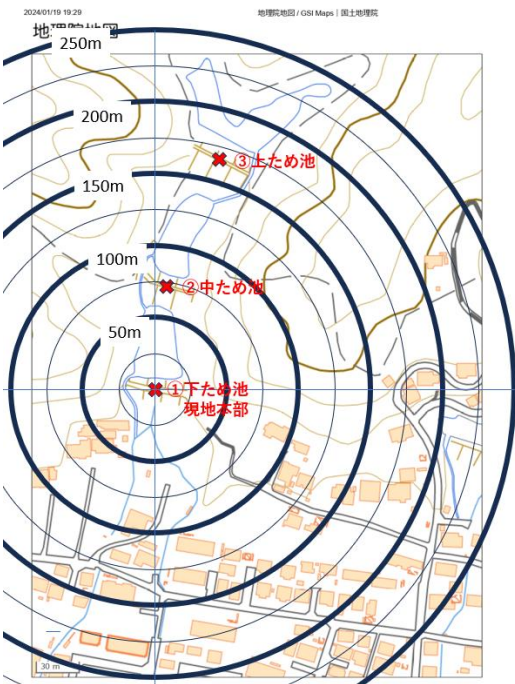 2024/01/19 19:29
地理院地図 / GSI Maps｜国土地理院
地理院地図
250m
200m
③上ため池
150m
100m
②中ため池
50m
①下ため池
現地本部
30 m